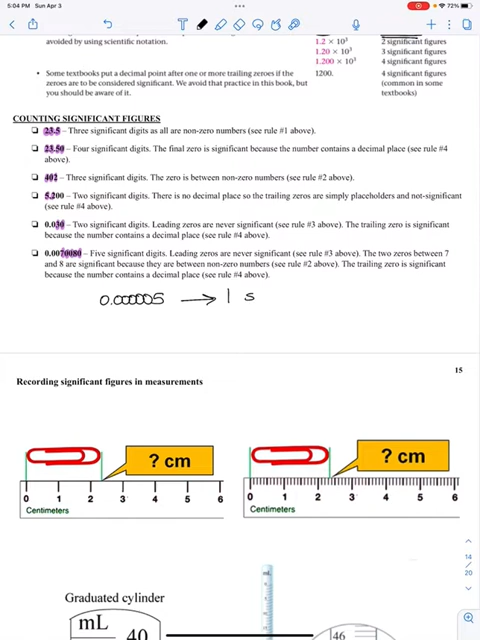 5:04 PM Sun Apr 3
72%
avoided by using scientific notation.
1.2 × 10³
2 significant figures
1.20 × 10³
3 significant figures
1.200 × 10³
4 significant figures
• Some textbooks put a decimal point after one or more trailing zeroes if the
1200.
4 significant figures
zeroes are to be considered significant. We avoid that practice in this book, but
(common in some
you should be aware of it.
textbooks)
COUNTING SIGNIFICANT FIGURES
❑ 23.5 – Three significant digits as all are non-zero numbers (see rule #1 above).
❑ 23.50 – Four significant digits. The final zero is significant because the number contains a decimal place (see rule #4
above).
❑ 402 – Three significant digits. The zero is between non-zero numbers (see rule #2 above).
❑ 5,200 – Two significant digits. There is no decimal place so the trailing zeroes are simply placeholders and not-significant
(see rule #4 above).
❑ 0.030 – Two significant digits. Leading zeros are never significant (see rule #3 above). The trailing zero is significant
because the number contains a decimal place (see rule #4 above).
❑ 0.0070080 – Five significant digits. Leading zeros are never significant (see rule #3 above). The two zeros between 7
and 8 are significant because they are between non-zero numbers (see rule #2 above). The trailing zero is significant
because the number contains a decimal place (see rule #4 above).
0.000005 → 1 s
15
Recording significant figures in measurements
? cm
? cm
0 1 2 3 4 5 6
0 1 2 3 4 5 6
Centimeters
Centimeters
14
/
20
Graduated cylinder
mL
40
mL
46